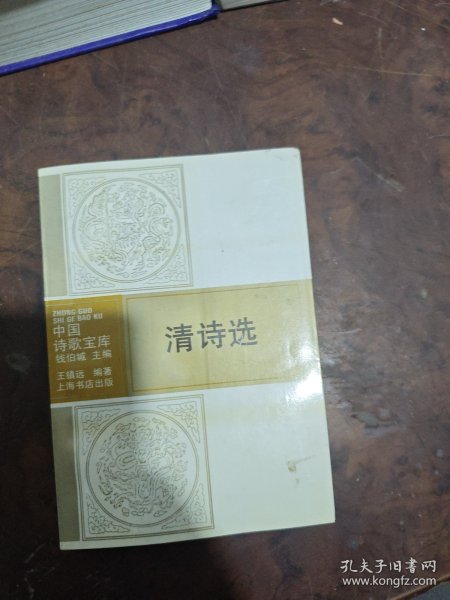 ZHONG GUO
SHI GE BAO KU
中国
诗歌宝库
钱伯城 主编
王镇远 编著
上海书店出版
清诗选
孔夫子旧书网
www.kongfz.com